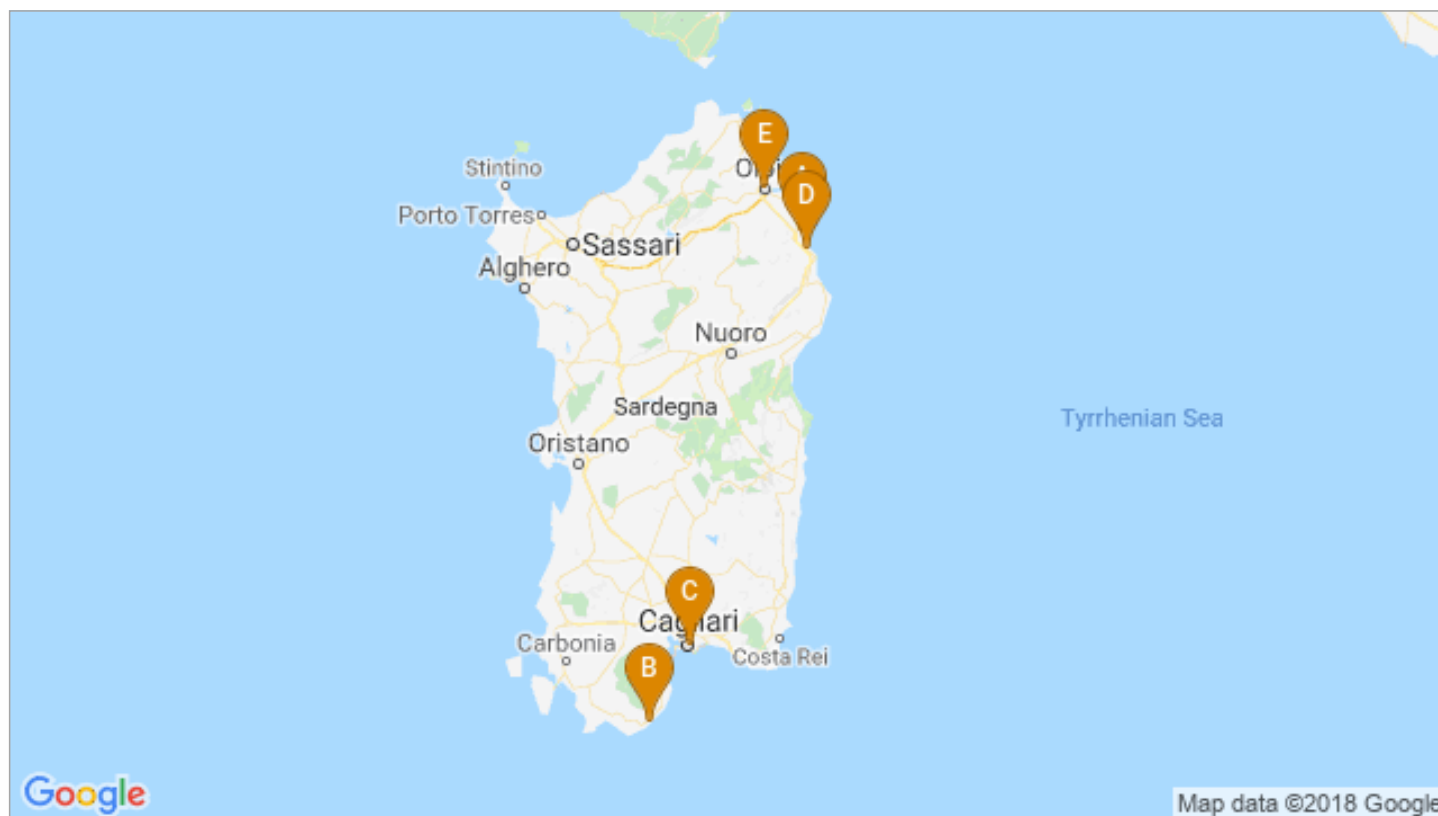 E
D
Stintino
Porto Torres
Sassari
Alghero
Nuoro
Sardegna
Tyrrhenian Sea
Oristano
C
Cagliari
Carbonia
B
Costa Rei
Google
Map data ©2018 Google